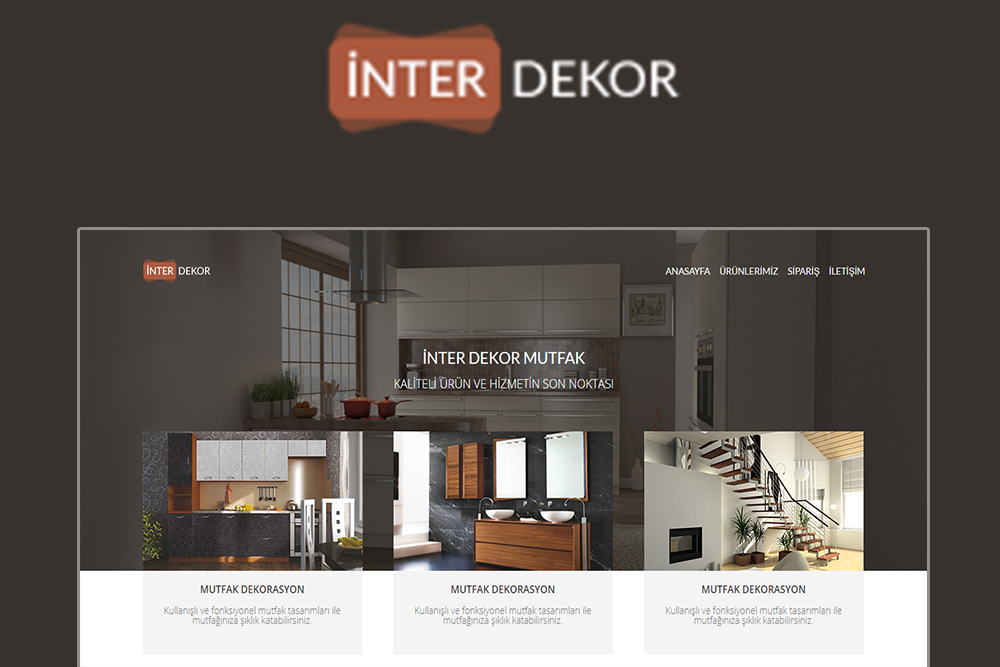 İNTER DEKOR
İNTER DEKOR
ANASAYFA ÜRÜNLERİMİZ SİPARİŞ İLETİŞİM
İNTER DEKOR MUTFAK
KALİTELİ ÜRÜN VE HİZMETİN SON NOKTASI
MUTFAK DEKORASYON
Kullanışlı ve fonksiyonel mutfak tasarımları ile
mutfağınıza şıklık katabilirsiniz.
MUTFAK DEKORASYON
Kullanışlı ve fonksiyonel mutfak tasarımları ile
mutfağınıza şıklık katabilirsiniz.
MUTFAK DEKORASYON
Kullanışlı ve fonksiyonel mutfak tasarımları ile
mutfağınıza şıklık katabilirsiniz.